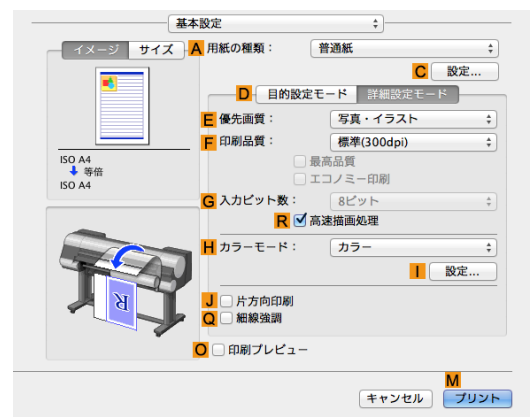 基本設定
イメージ サイズ A 用紙の種類： 普通紙
C 設定...
D 目的設定モード 詳細設定モード
E 優先画質： 写真・イラスト
F 印刷品質： 標準(300dpi)
最高品質
エコノミー印刷
ISO A4
等倍
ISO A4
G 入力ビット数： 8ビット
R 高速描画処理
H カラーモード： カラー
I 設定...
J 片方向印刷
Q 細線強調
R
O 印刷プレビュー
M
キャンセル プリント